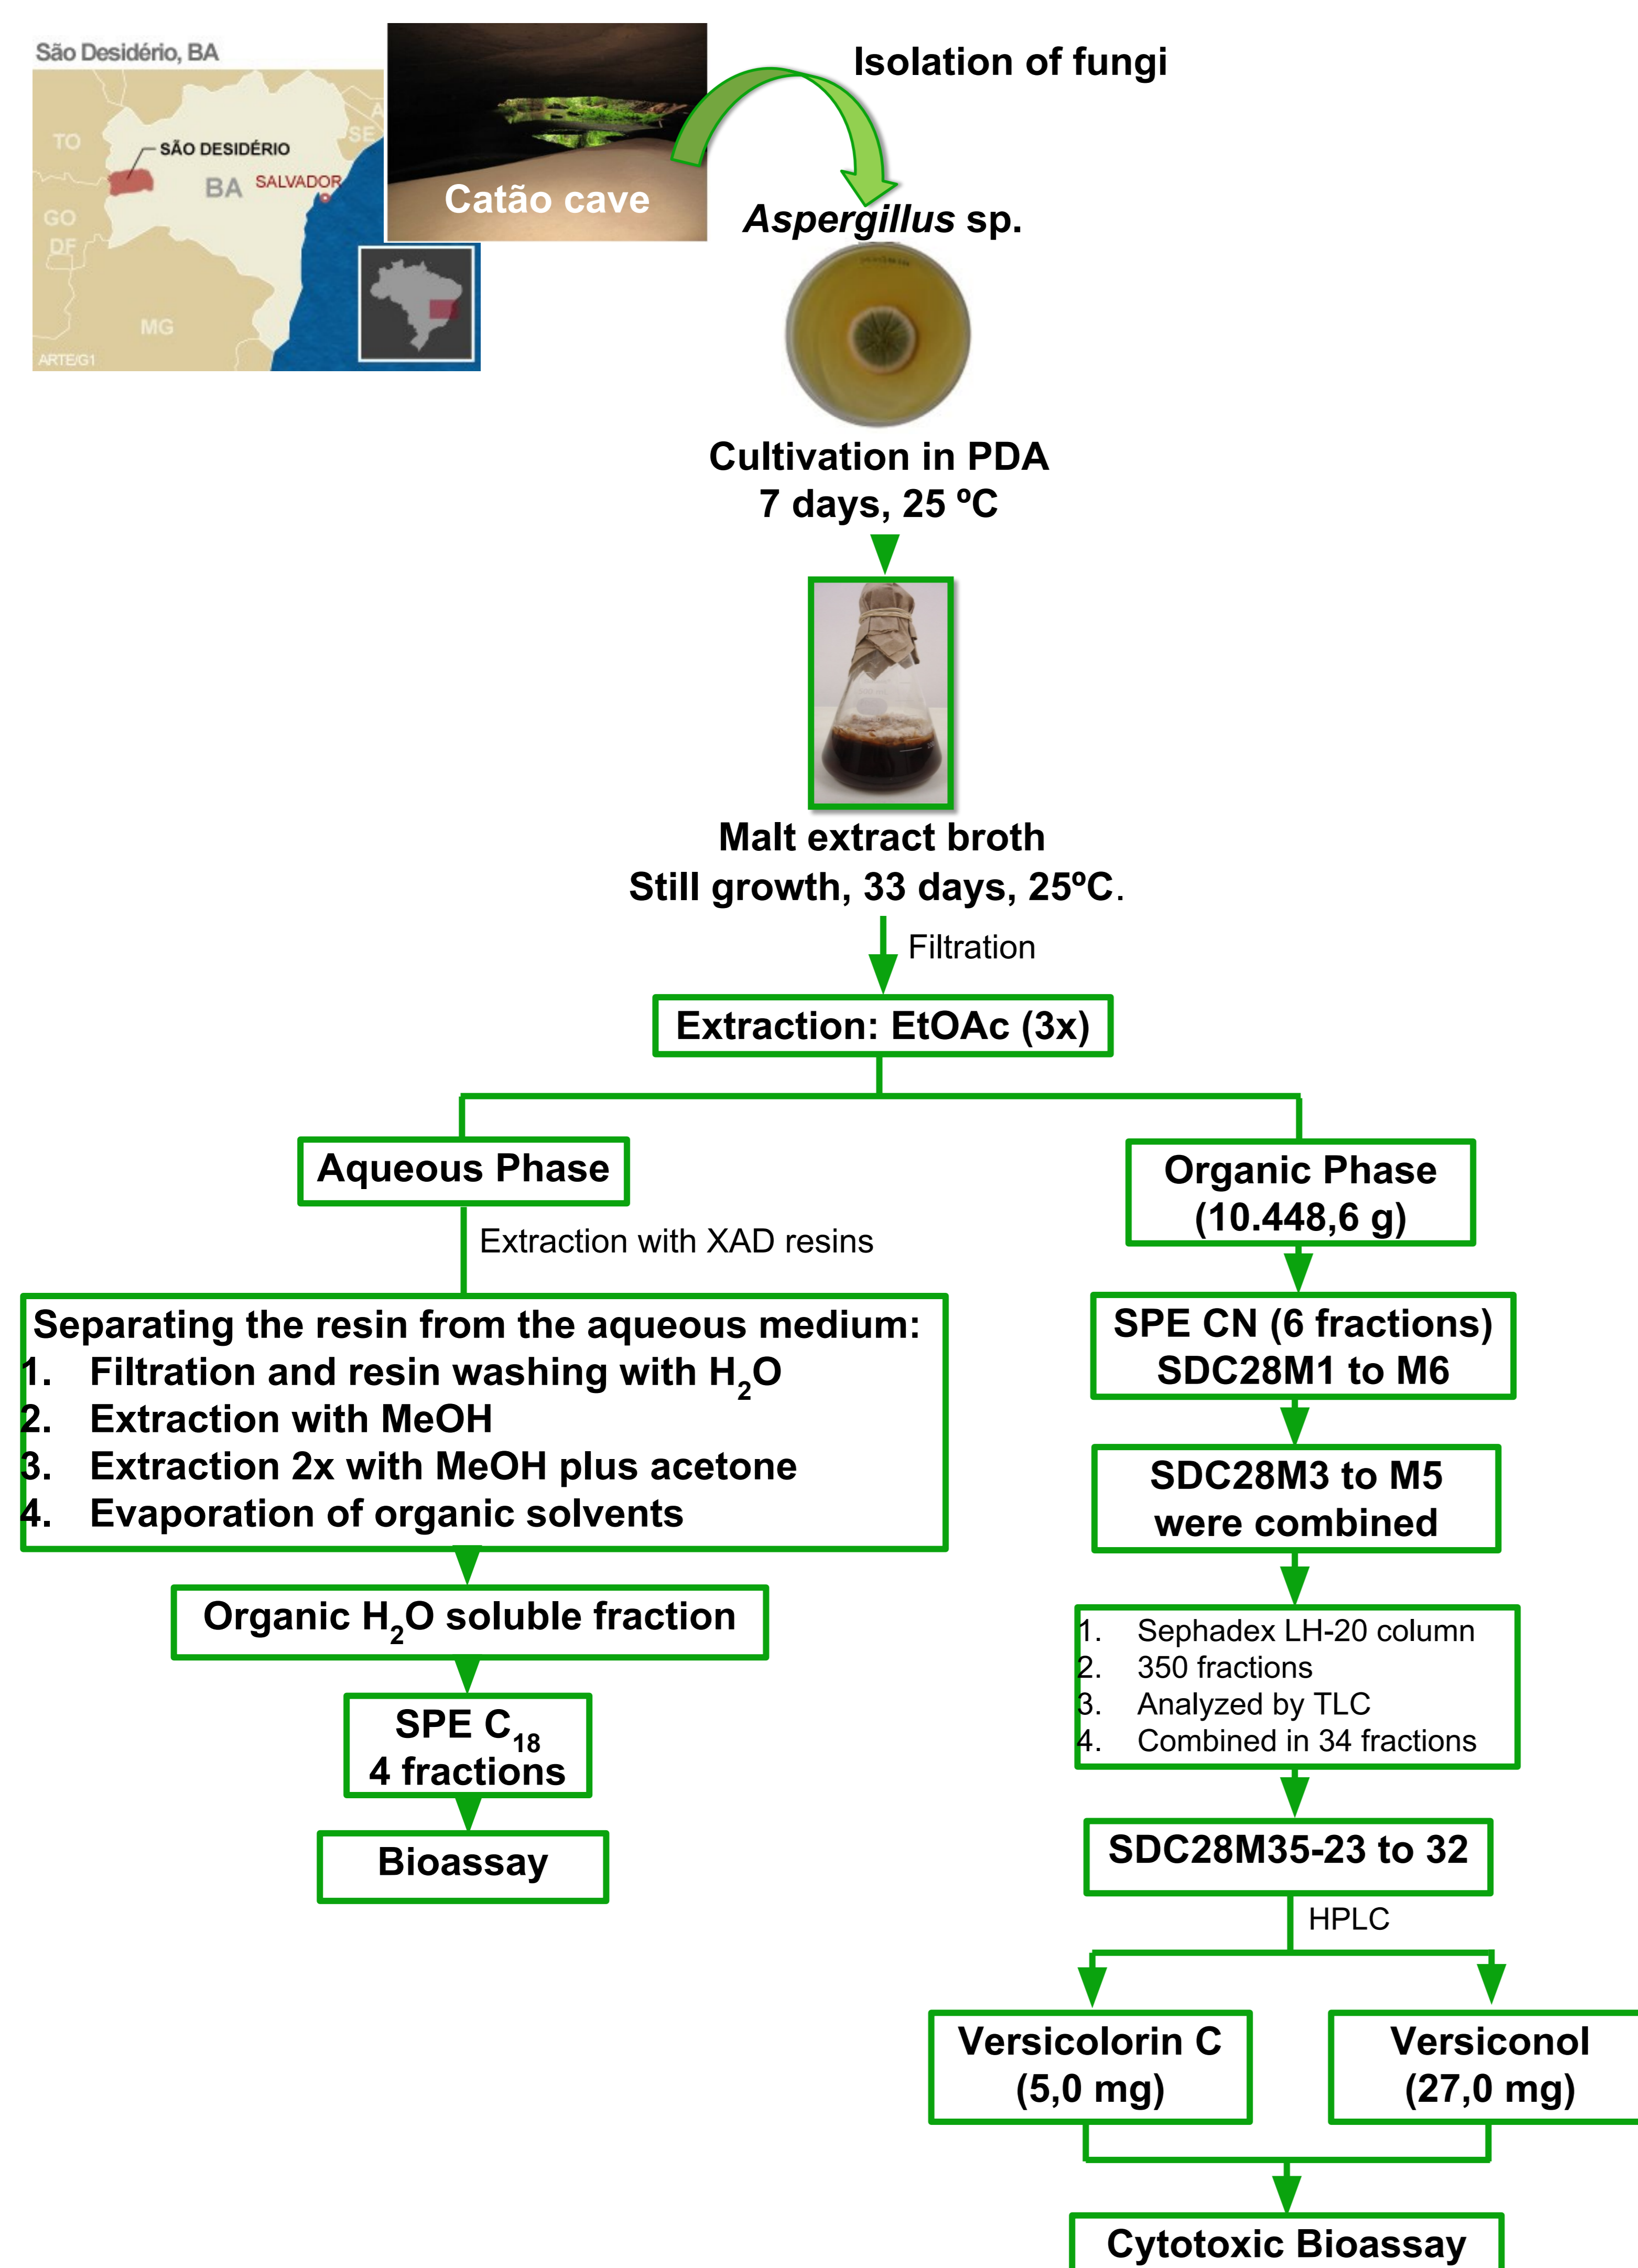 São Desidério, BA
TO
SÃO DESIDÉRIO
BA
SALVADOR
A
SE
GO
DF
MG
ARTE/G1
Catão cave
Isolation of fungi
Aspergillus sp.
Cultivation in PDA
7 days, 25 ºC
Malt extract broth
Still growth, 33 days, 25ºC.
Filtration
Extraction: EtOAc (3x)
Aqueous Phase
Extraction with XAD resins
Separating the resin from the aqueous medium:
1. Filtration and resin washing with H₂O
2. Extraction with MeOH
3. Extraction 2x with MeOH plus acetone
4. Evaporation of organic solvents
Organic H₂O soluble fraction
SPE C₁₈
4 fractions
Bioassay
Organic Phase
(10.448,6 g)
SPE CN (6 fractions)
SDC28M1 to M6
SDC28M3 to M5
were combined
1. Sephadex LH-20 column
2. 350 fractions
3. Analyzed by TLC
4. Combined in 34 fractions
SDC28M35-23 to 32
HPLC
Versicolorin C
(5,0 mg)
Versiconol
(27,0 mg)
Cytotoxic Bioassay